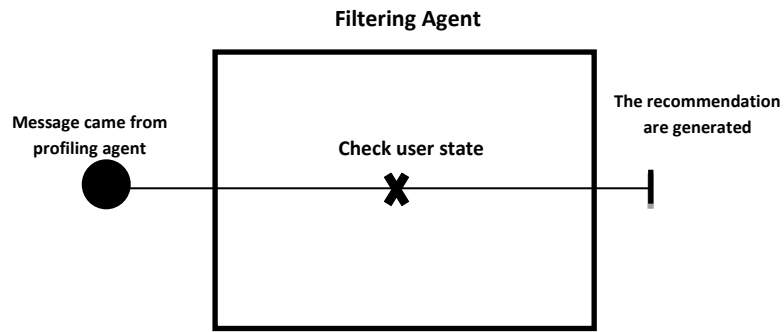 Filtering Agent
Message came from
profiling agent
Check user state
The recommendation
are generated